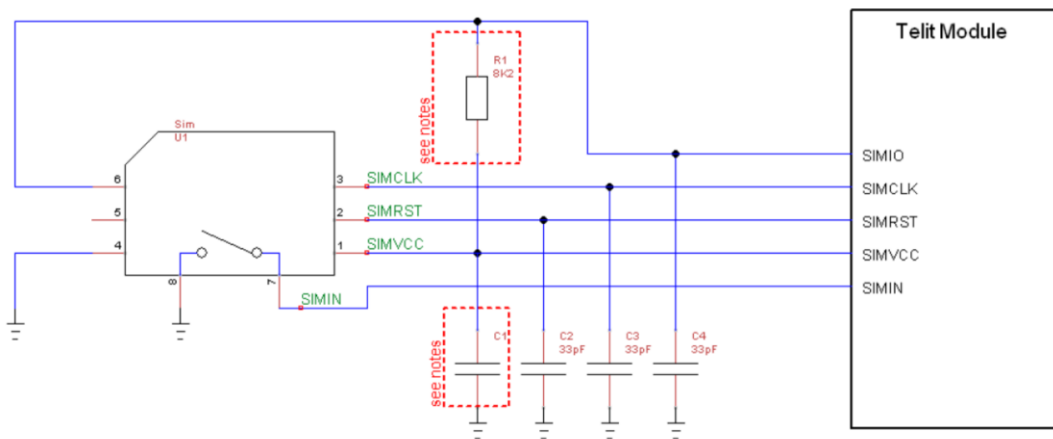 Telit Module
R1
8K2
see notes
Sim
U1
SIMIO
6
3
SIMCLK
SIMCLK
5
2
SIMRST
SIMRST
4
1
SIMVCC
SIMVCC
8
7
SIMIN
SIMIN
see notes
C1
C2
33pF
C3
33pF
C4
33pF